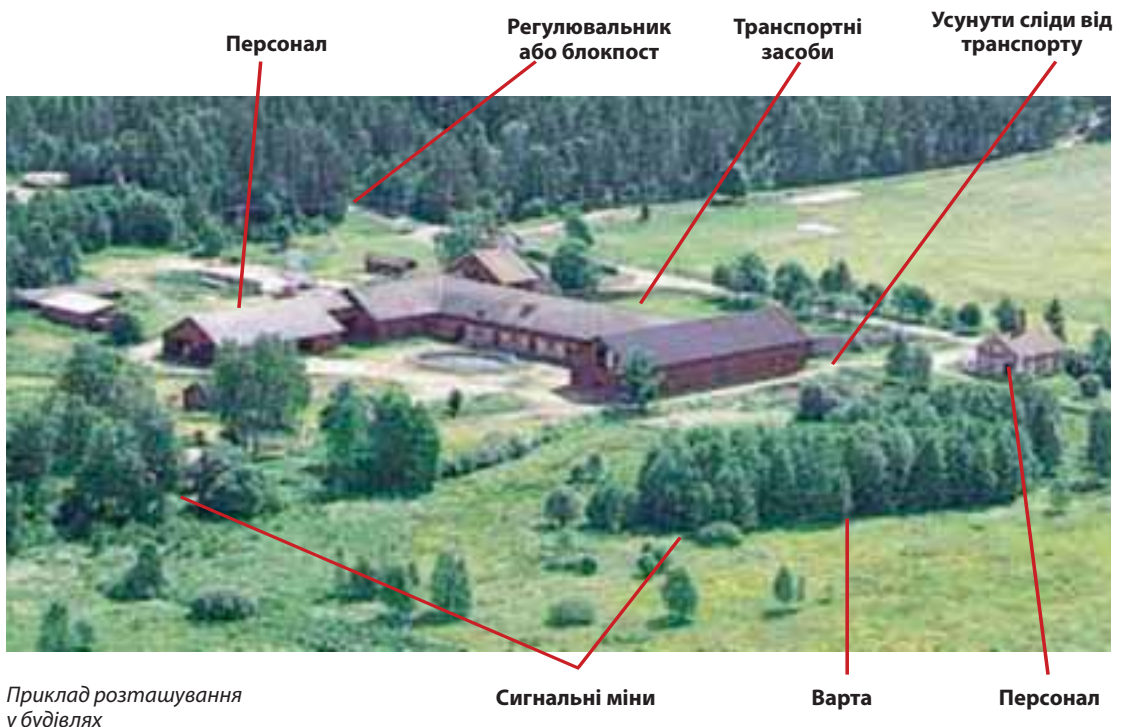 Персонал
Регулювальник
або блокпост
Транспортні
засоби
Усунути сліди від
транспорту
Приклад розташування
у будівлях
Сигнальні міни
Варта
Персонал